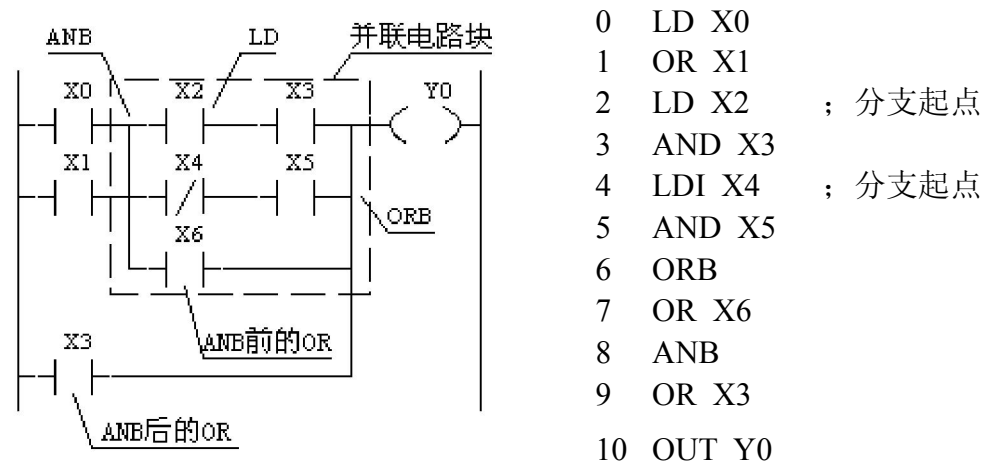 ANB LD 并联电路块
X0 X2 X3 Y0
X1 X4 X5
ORB
X6
ANB前的OR
X3
ANB后的OR
0 LD X0
1 OR X1
2 LD X2 ；分支起点
3 AND X3
4 LDI X4 ；分支起点
5 AND X5
6 ORB
7 OR X6
8 ANB
9 OR X3
10 OUT Y0